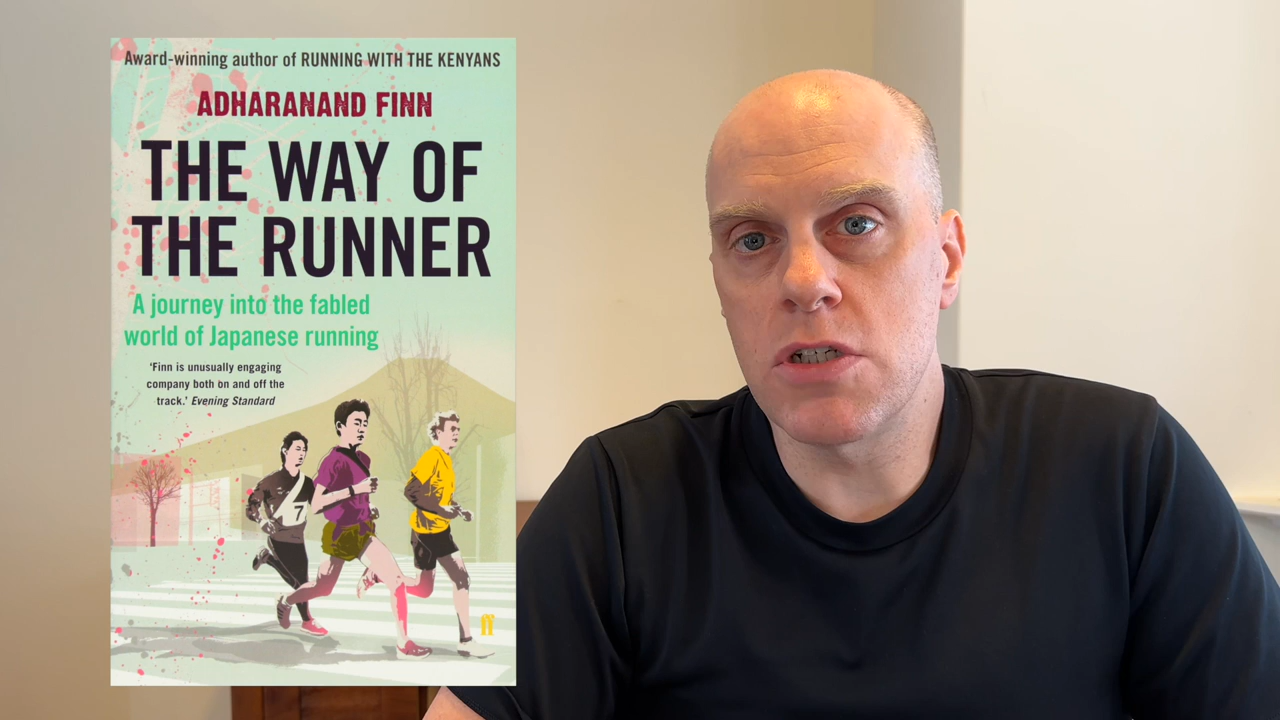 Award-winning author of RUNNING WITH THE KENYANS
ADHARANAND FINN
THE WAY OF
THE RUNNER
A journey into the fabled
world of Japanese running
‘Finn is unusually engaging
company both on and off the
track.’ Evening Standard
7
ff